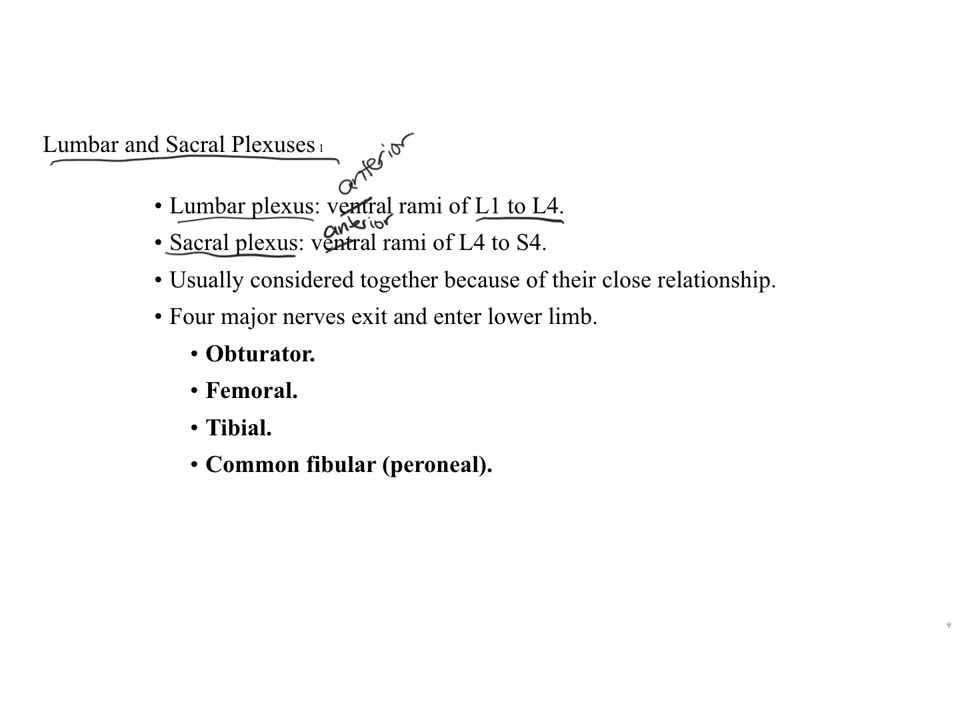 Lumbar and Sacral Plexuses 1
anterior
• Lumbar plexus: ventral rami of L1 to L4.
anterior
• Sacral plexus: ventral rami of L4 to S4.
• Usually considered together because of their close relationship.
• Four major nerves exit and enter lower limb.
• Obturator.
• Femoral.
• Tibial.
• Common fibular (peroneal).
9